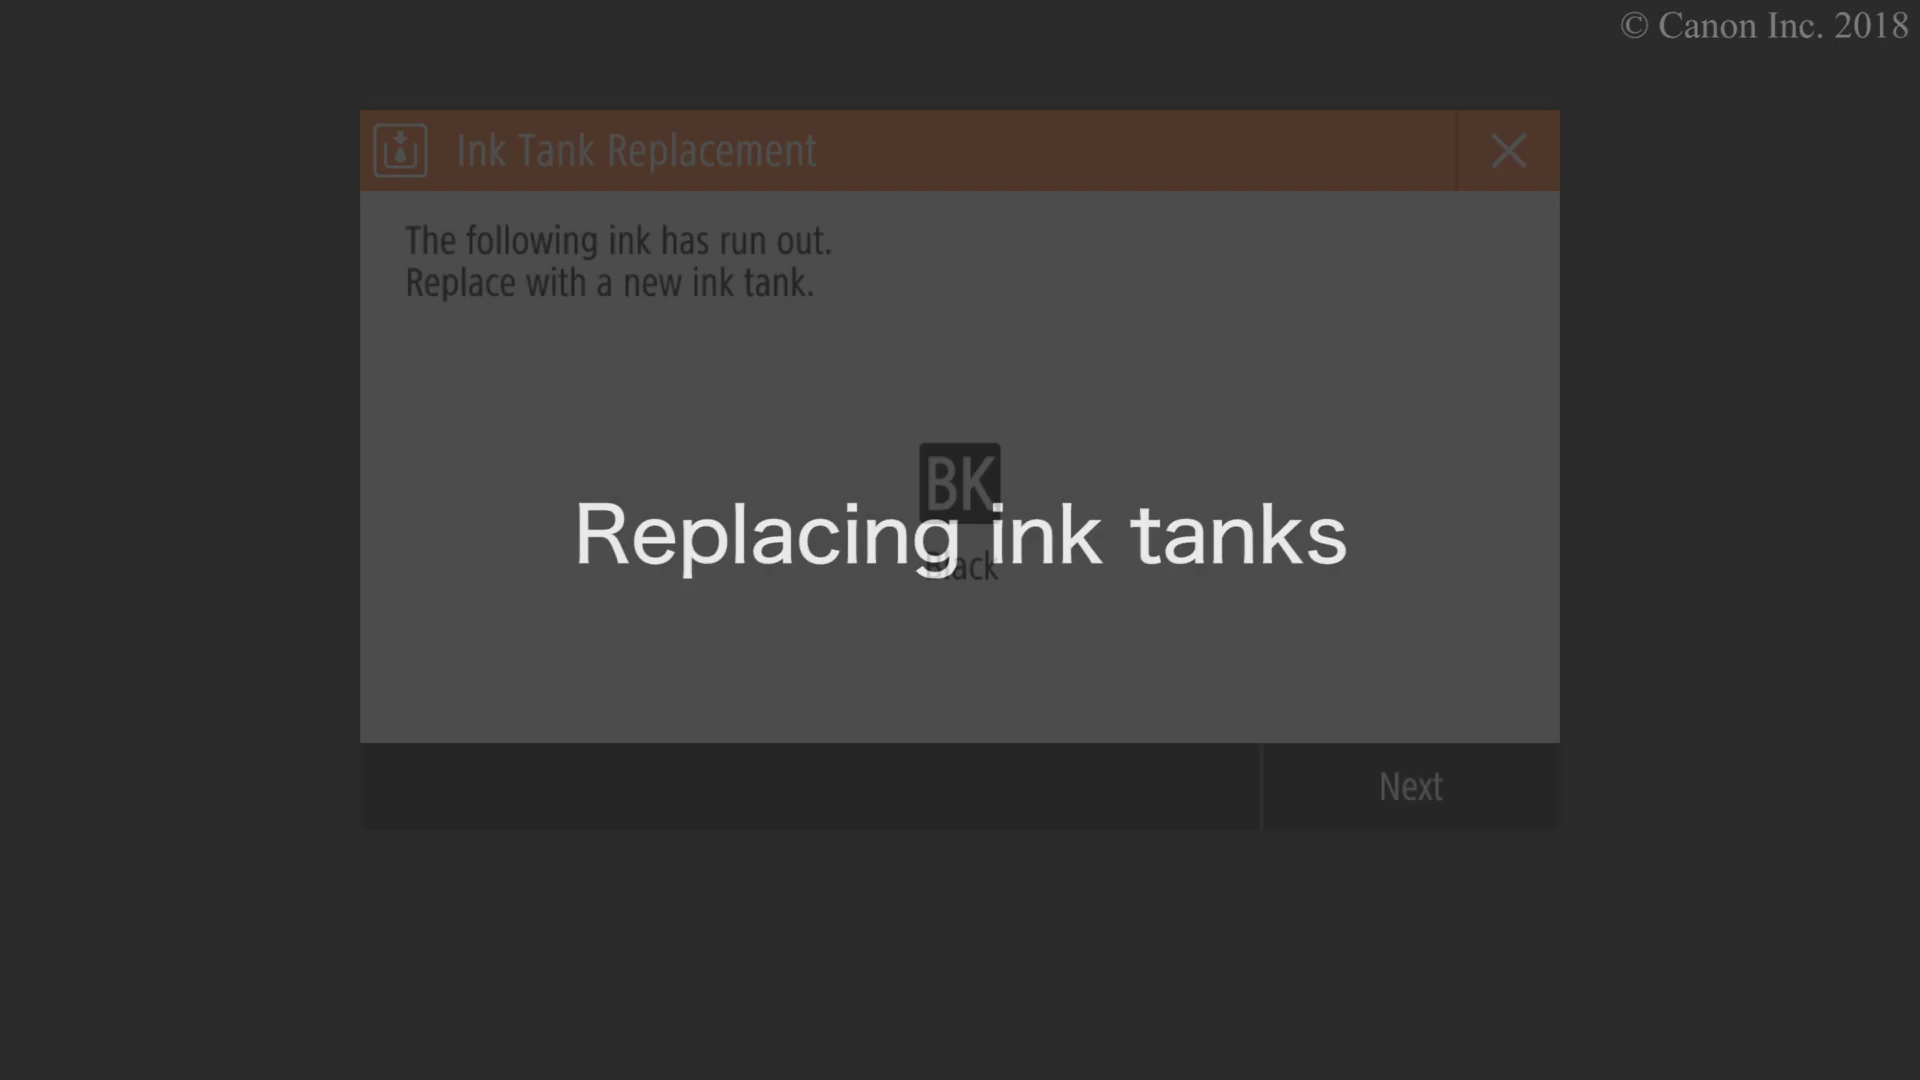 © Canon Inc. 2018
Ink Tank Replacement
The following ink has run out.
Replace with a new ink tank.
BK
Replacing ink tanks
Black
Next